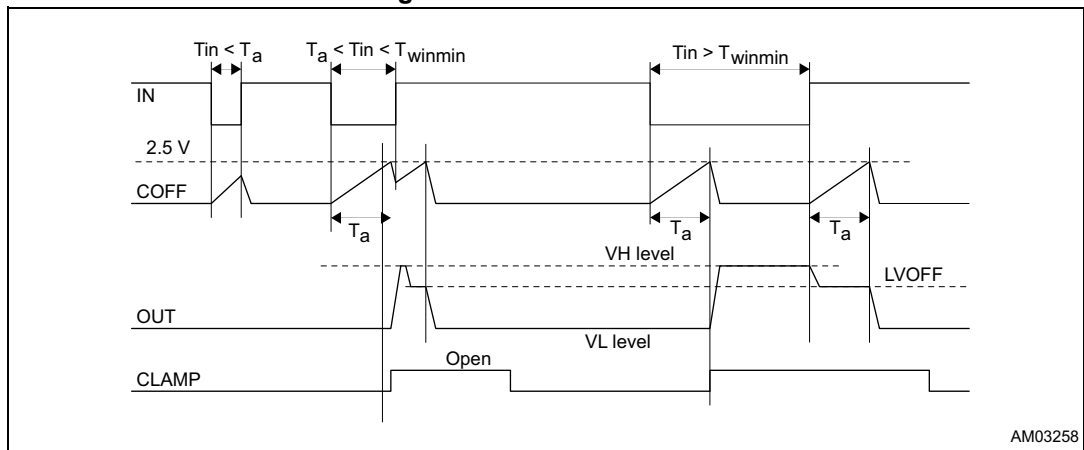 g
Tin < Ta
Ta < Tin < Twinmin
Tin > Twinmin
IN
2.5 V
COFF
Ta
Ta
Ta
VH level
LVOFF
OUT
VL level
Open
CLAMP
AM03258